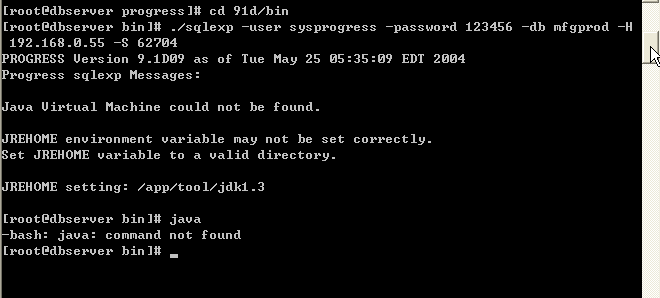 [root@dbserver progress]# cd 91d/bin
[root@dbserver bin]# ./sqlexp -user sysprogress -password 123456 -db mfgprod -H
 192.168.0.55 -S 62704
PROGRESS Version 9.1D09 as of Tue May 25 05:35:09 EDT 2004
Progress sqlexp Messages:
Java Virtual Machine could not be found.
JREHOME environment variable may not be set correctly.
Set JREHOME variable to a valid directory.
JREHOME setting: /app/tool/jdk1.3
[root@dbserver bin]# java
-bash: java: command not found
[root@dbserver bin]# _